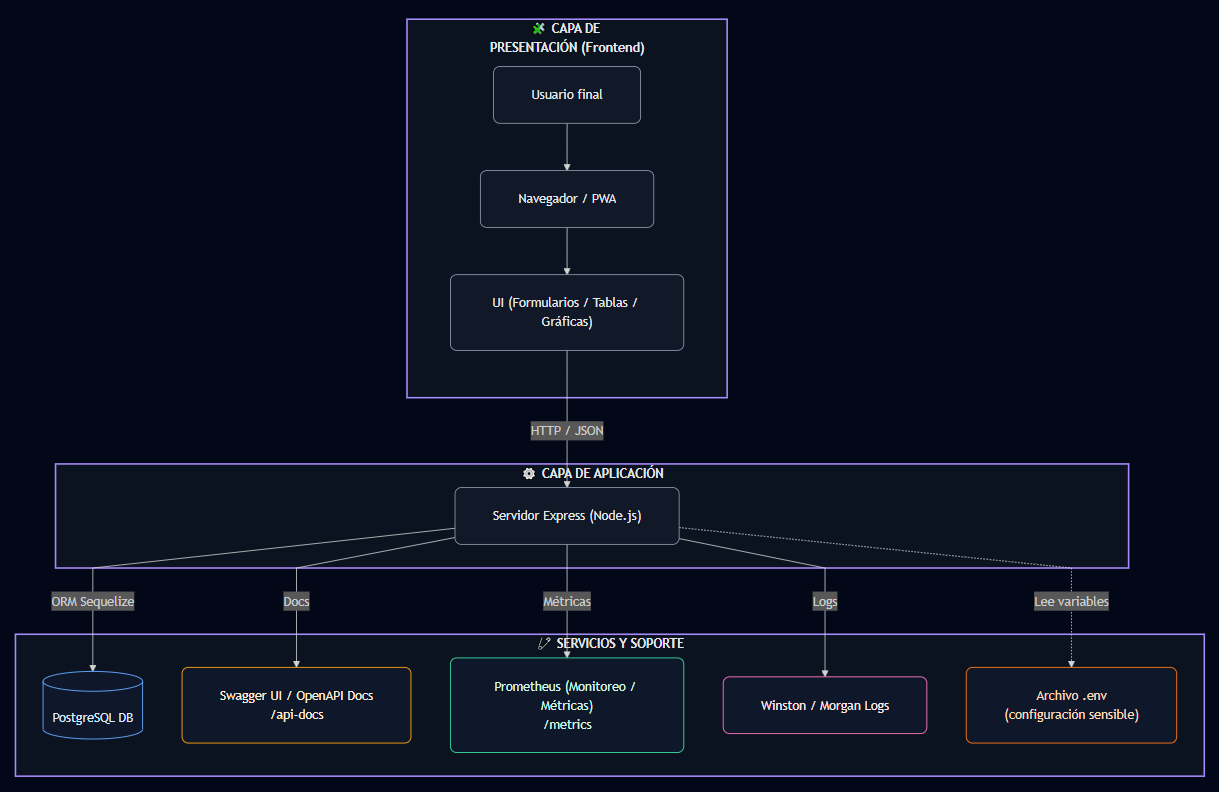 CAPA DE
PRESENTACIÓN (Frontend)
Usuario final
Navegador / PWA
UI (Formularios / Tablas /
Gráficas)
HTTP / JSON
CAPA DE APLICACIÓN
Servidor Express (Node.js)
ORM Sequelize
Docs
Métricas
Logs
Lee variables
SERVICIOS Y SOPORTE
PostgreSQL DB
Swagger UI / OpenAPI Docs
/api-docs
Prometheus (Monitoreo /
Métricas)
/metrics
Winston / Morgan Logs
Archivo .env
(configuración sensible)